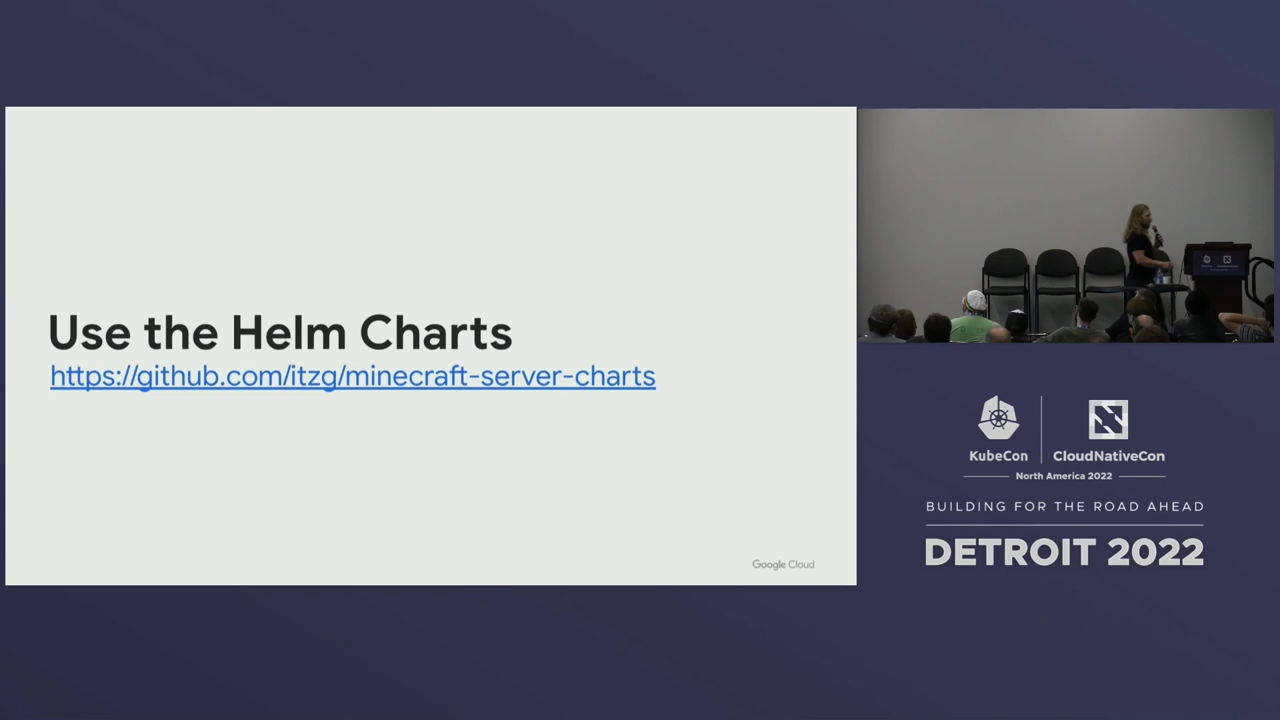 Use the Helm Charts
https://github.com/itzg/minecraft-server-charts
Google Cloud
KubeCon
CloudNativeCon
North America 2022
BUILDING FOR THE ROAD AHEAD
DETROIT 2022